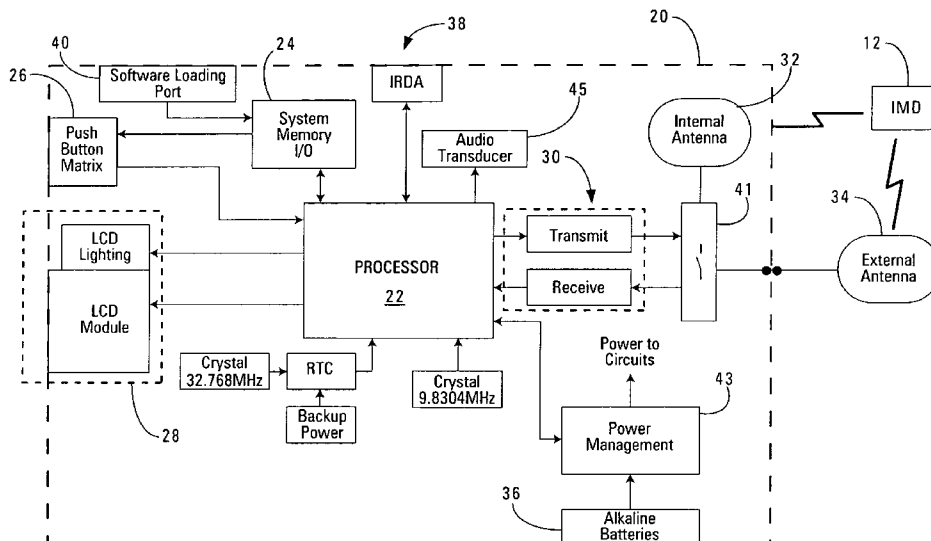 38
40
24
20
12
26
32
Software Loading
Port
IRDA
45
IMD
System
Memory
I/O
Internal
Antenna
Push
Button
Matrix
Audio
Transducer
30
41
34
Transmit
LCD
Lighting
PROCESSOR
22
External
Antenna
Receive
LCD
Module
Power to
Circuits
Crystal
32.768MHz
RTC
Crystal
9.8304MHz
43
Backup
Power
Power
Management
28
36
Alkaline
Batteries